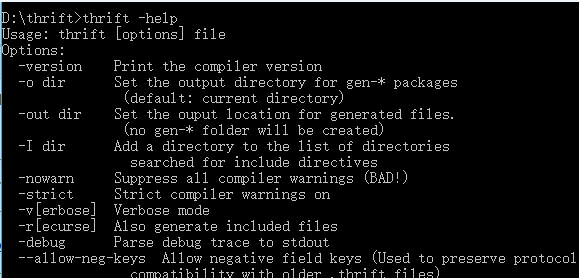 D:\thrift>thrift -help
Usage: thrift [options] file
Options:
  -version    Print the compiler version
  -o dir      Set the output directory for gen-* packages
               (default: current directory)
  -out dir    Set the ouput location for generated files.
               (no gen-* folder will be created)
  -I dir      Add a directory to the list of directories
                searched for include directives
  -nowarn     Suppress all compiler warnings (BAD!)
  -strict     Strict compiler warnings on
  -v[erbose]  Verbose mode
  -r[ecurse]  Also generate included files
  -debug      Parse debug trace to stdout
  --allow-neg-keys  Allow negative field keys (Used to preserve protocol
                compatibility with older .thrift files)